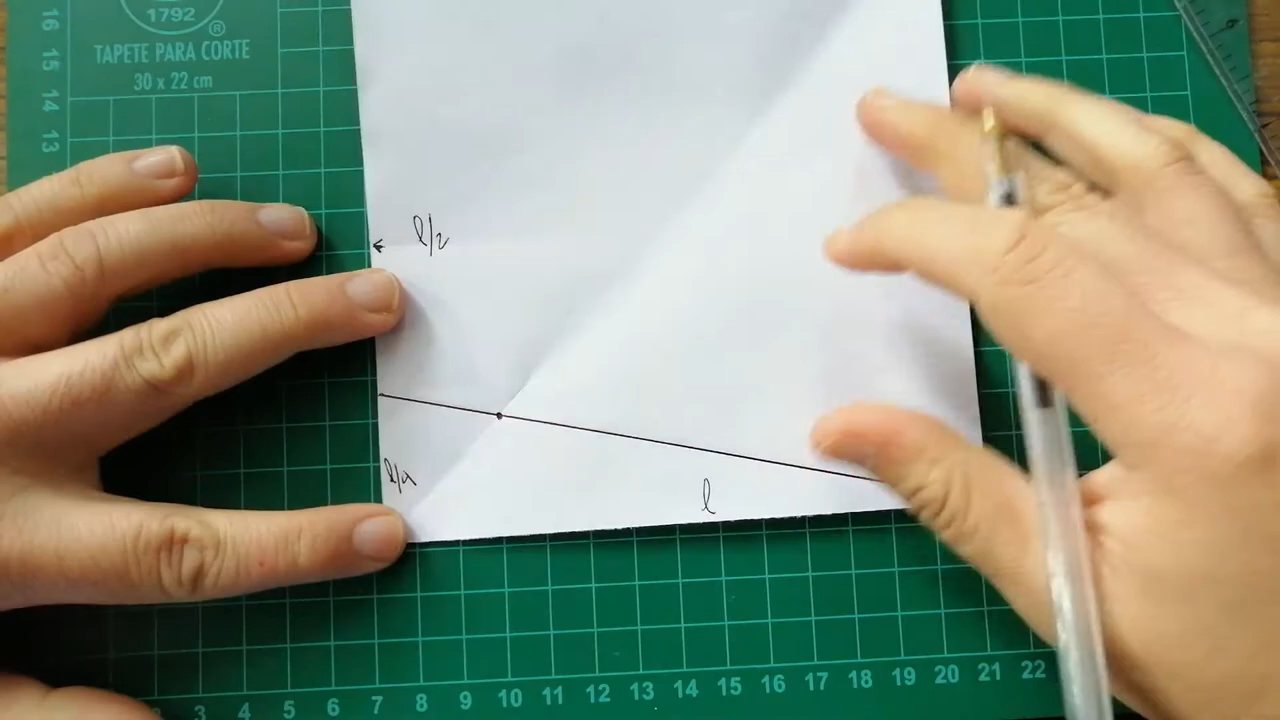 1792
®
TAPETE PARA CORTE
30 x 22 cm
16
15
14
13
6
l/2
l/4
l
3 4 5 6 7 8 9 10 11 12 13 14 15 16 17 18 19 20 21 22